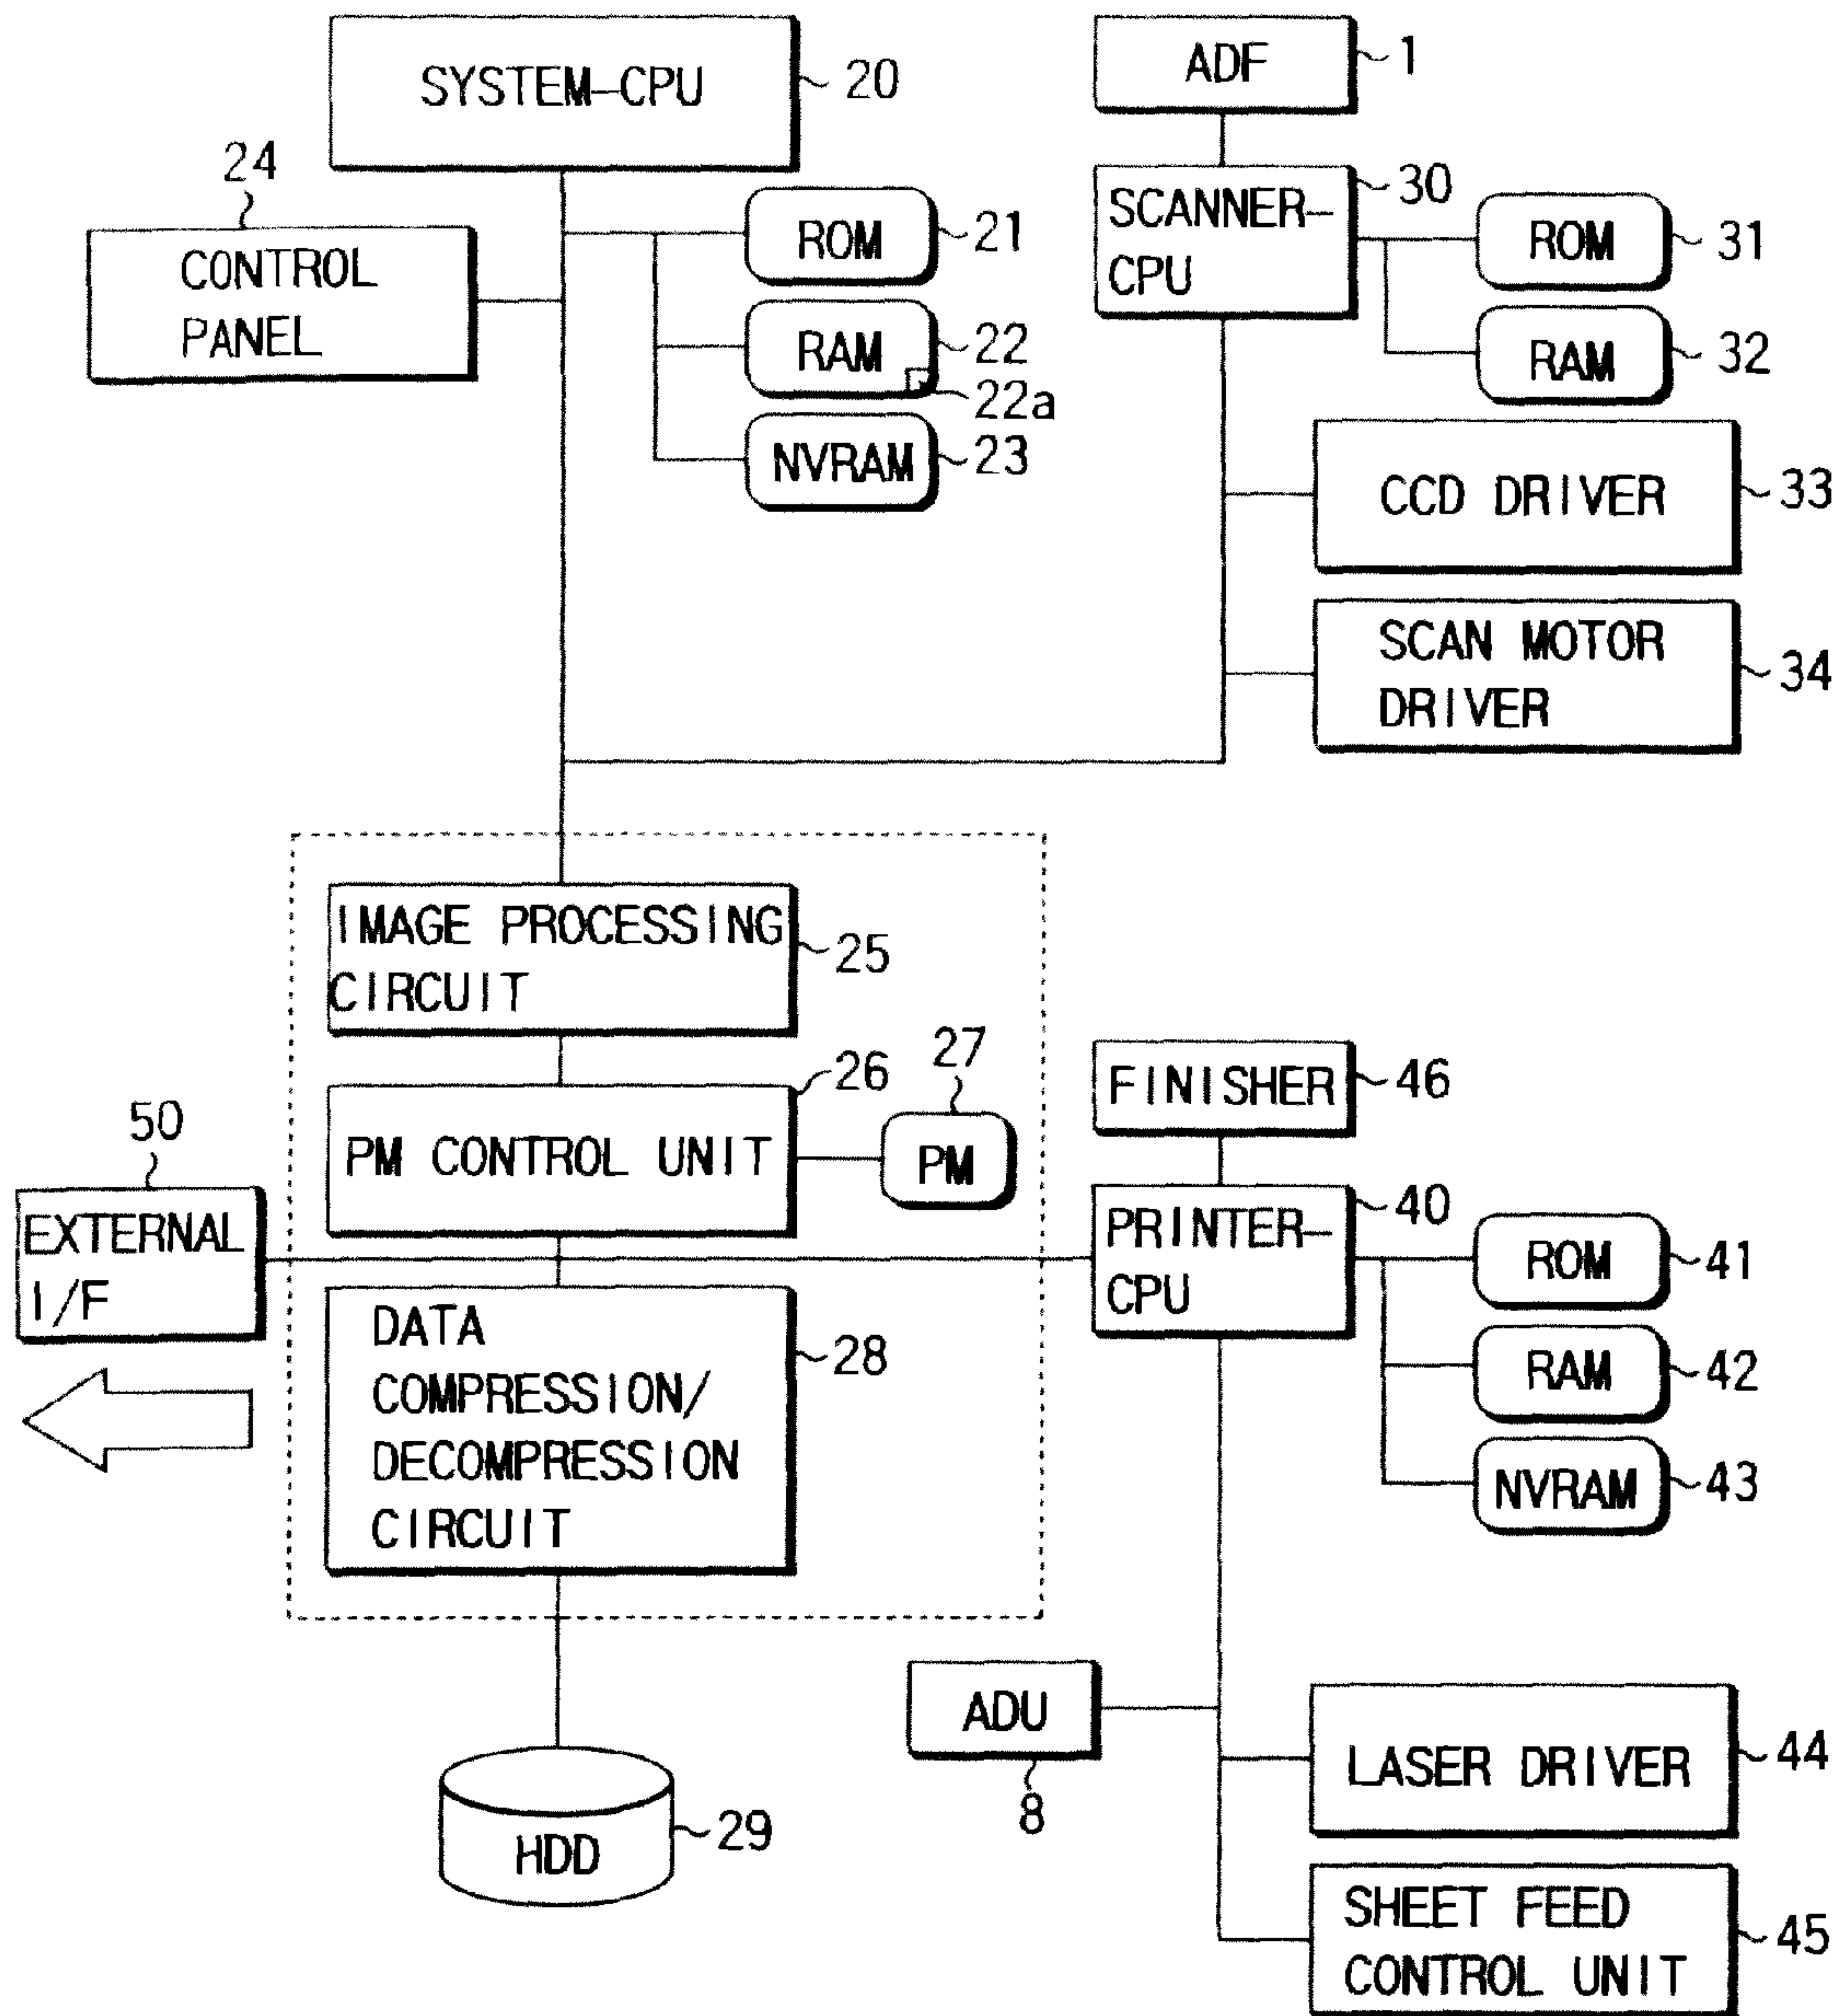 SYSTEM-CPU
20
ADF
1
24
CONTROL
PANEL
ROM
21
RAM
22
22a
NVRAM
23
SCANNER-
CPU
30
ROM
31
RAM
32
CCD DRIVER
33
SCAN MOTOR
DRIVER
34
IMAGE PROCESSING
CIRCUIT
25
26
PM CONTROL UNIT
27
PM
50
EXTERNAL
I/F
DATA
COMPRESSION/
DECOMPRESSION
CIRCUIT
28
HDD
29
FINISHER
46
PRINTER-
CPU
40
ROM
41
RAM
42
NVRAM
43
ADU
8
LASER DRIVER
44
SHEET FEED
CONTROL UNIT
45